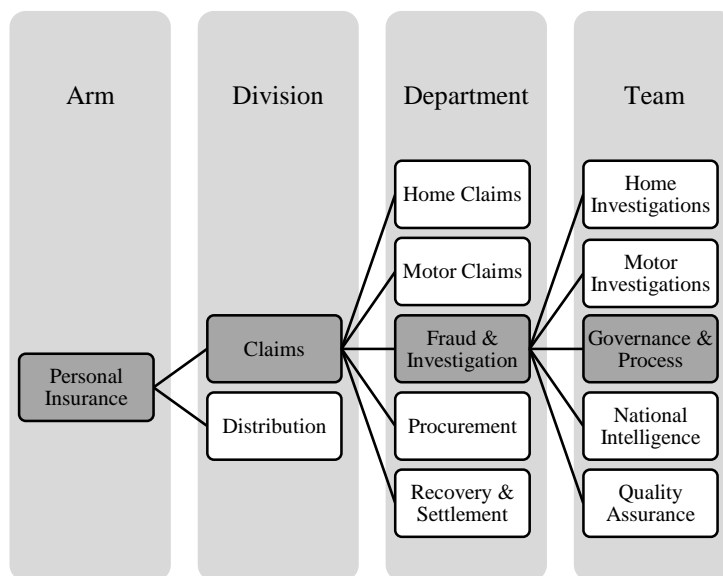 Arm
Division
Department
Team
Personal
Insurance
Claims
Distribution
Home Claims
Motor Claims
Fraud &
Investigation
Procurement
Recovery &
Settlement
Home
Investigations
Motor
Investigations
Governance &
Process
National
Intelligence
Quality
Assurance